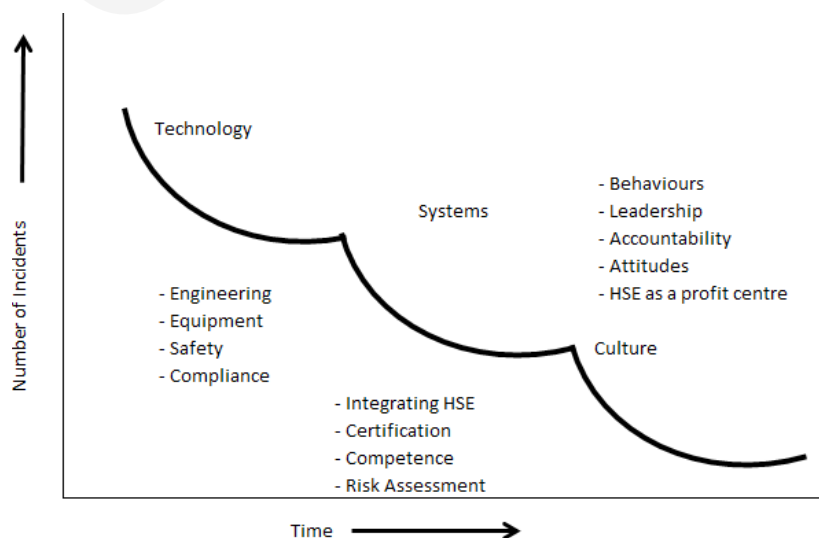 Number of Incidents
Technology
- Engineering
- Equipment
- Safety
- Compliance
Systems
- Integrating HSE
- Certification
- Competence
- Risk Assessment
- Behaviours
- Leadership
- Accountability
- Attitudes
- HSE as a profit centre
Culture
Time